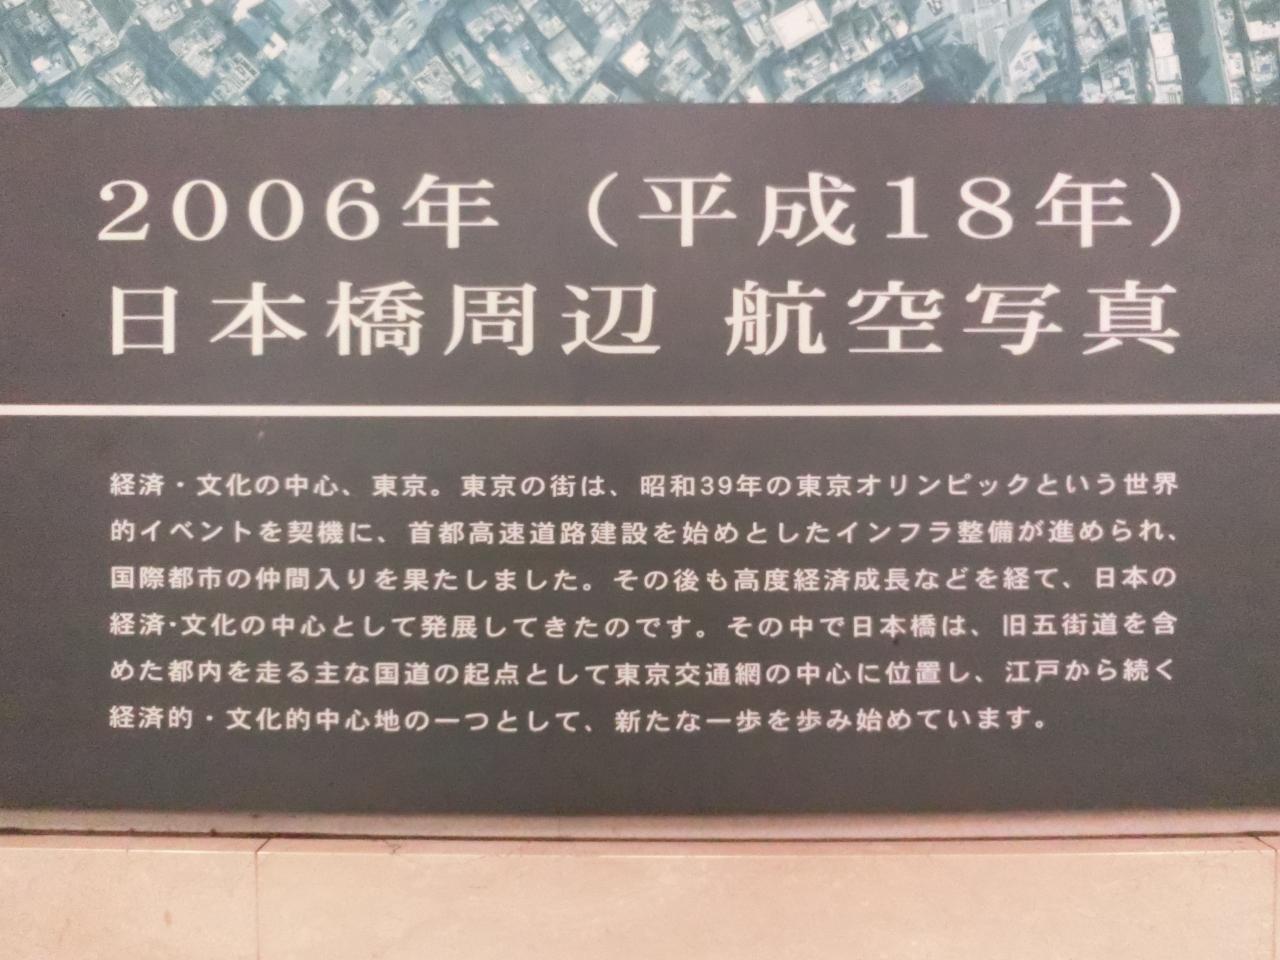 2006年（平成18年）
日本橋周辺 航空写真
経済・文化の中心、東京。東京の街は、昭和39年の東京オリンピックという世界
的イベントを契機に、首都高速道路建設を始めとしたインフラ整備が進められ、
国際都市の仲間入りを果たしました。その後も高度経済成長などを経て、日本の
経済・文化の中心として発展してきたのです。その中で日本橋は、旧五街道を含
めた都内を走る主な国道の起点として東京交通網の中心に位置し、江戸から続く
経済的・文化的中心地の一つとして、新たな一歩を歩み始めています。